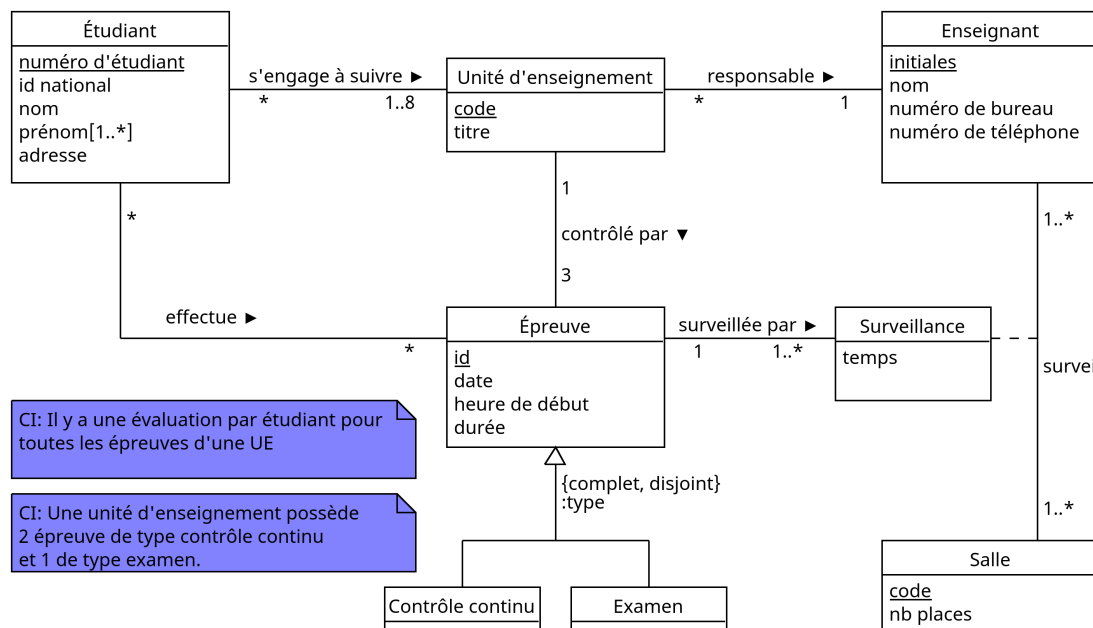 Étudiant
numéro d'étudiant
id national
nom
prénom[1..*]
adresse
s'engage à suivre ►
*
1..8
Unité d'enseignement
code
titre
responsable ►
*
1
Enseignant
initiales
nom
numéro de bureau
numéro de téléphone
*
1
contrôlé par ▼
3
1..*
effectue ►
*
Épreuve
id
date
heure de début
durée
surveillée par ►
1
1..*
Surveillance
temps
CI: Il y a une évaluation par étudiant pour
toutes les épreuves d'une UE
CI: Une unité d'enseignement possède
2 épreuve de type contrôle continu
et 1 de type examen.
{complet, disjoint}
:type
1..*
Contrôle continu
Examen
Salle
code
nb places